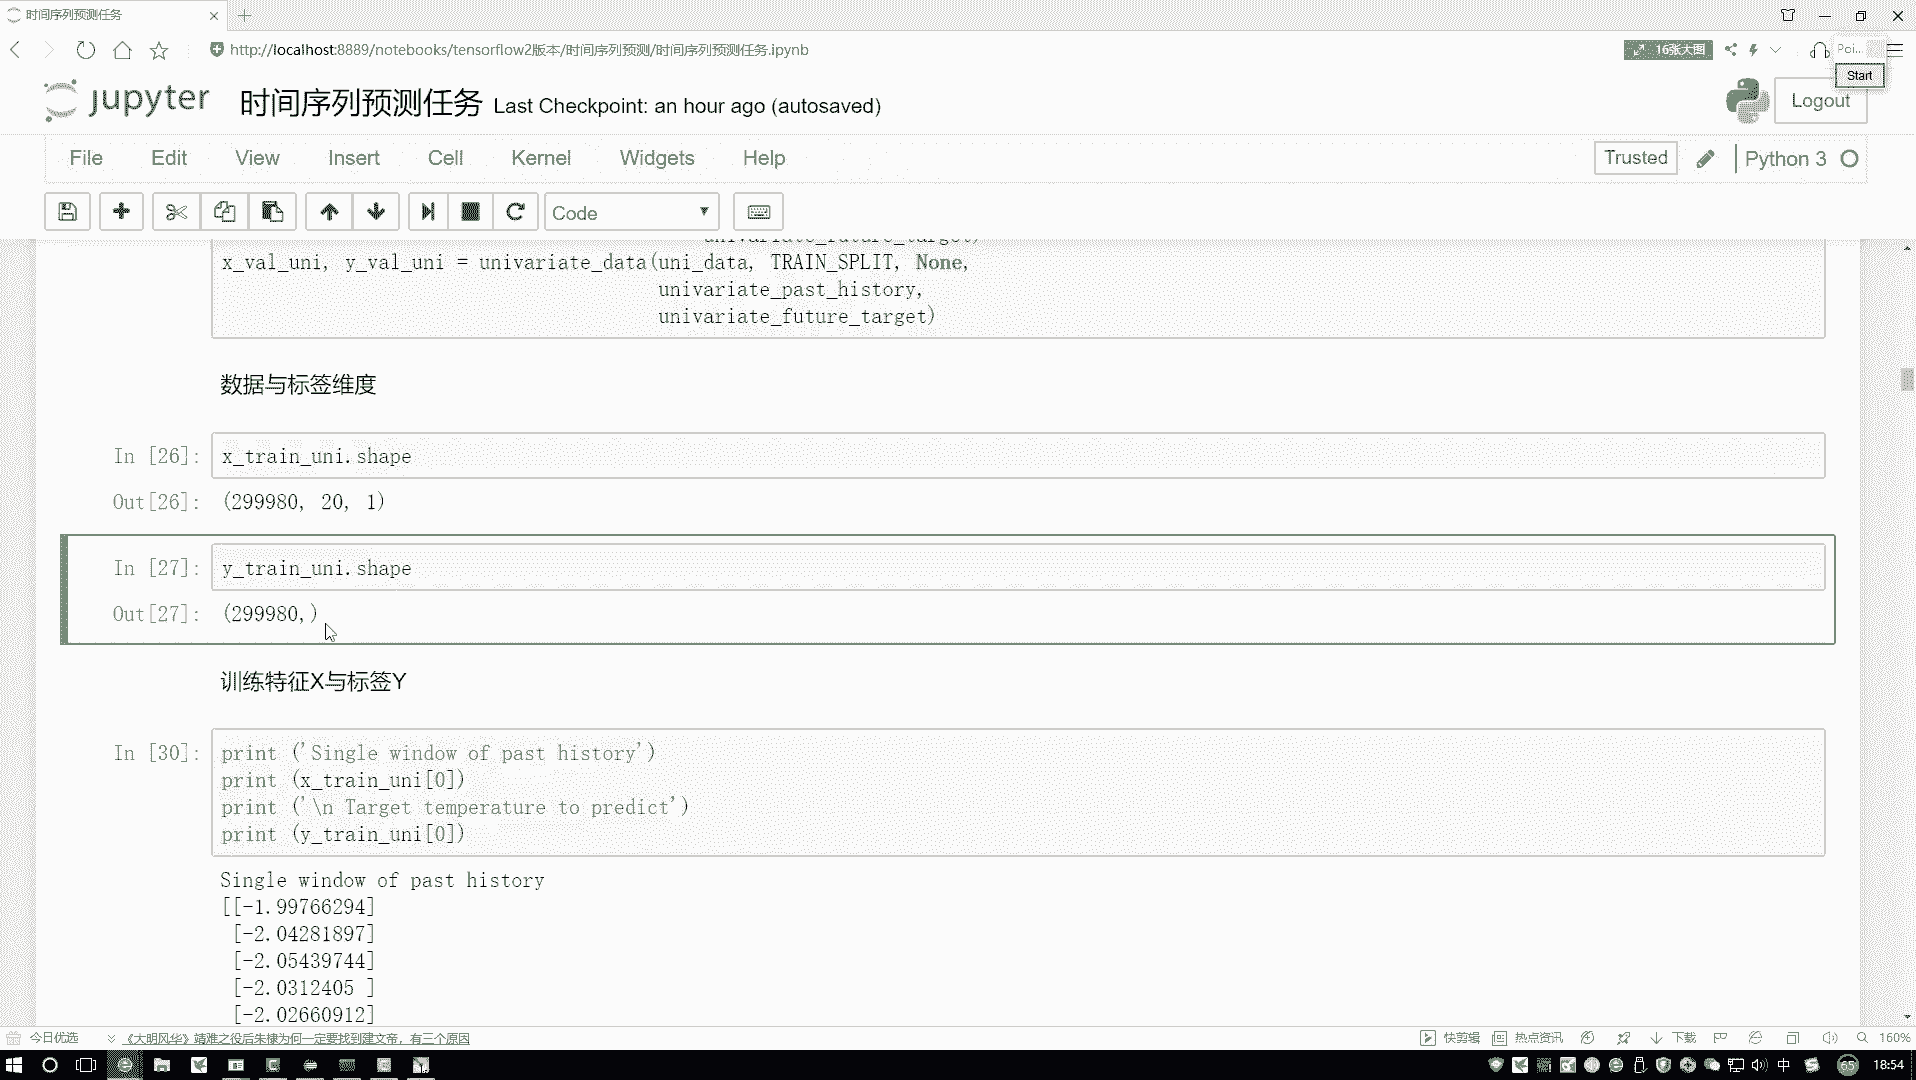 时间序列预测任务
http://localhost:8889/notebooks/tensorflow2版本/时间序列预测/时间序列预测任务.ipynb
16张大图
Poi...
Start
jupyter 时间序列预测任务 Last Checkpoint: an hour ago (autosaved)
Logout
File Edit View Insert Cell Kernel Widgets Help
Trusted Python 3
Code
univariate_future_target)
x_val_uni, y_val_uni = univariate_data(uni_data, TRAIN_SPLIT, None,
univariate_past_history,
univariate_future_target)
数据与标签维度
In [26]: x_train_uni.shape
Out[26]: (299980, 20, 1)
In [27]: y_train_uni.shape
Out[27]: (299980,)
训练特征X与标签Y
In [30]: print ('Single window of past history')
print (x_train_uni[0])
print ('\n Target temperature to predict')
print (y_train_uni[0])
Single window of past history
[[-1.99766294]
[-2.04281897]
[-2.05439744]
[-2.0312405 ]
[-2.02660912]
今日优选 《大明风华》靖难之役后朱棣为何一定要找到建文帝，有三个原因
快剪辑 热点资讯 下载 160%
中 65 18:54